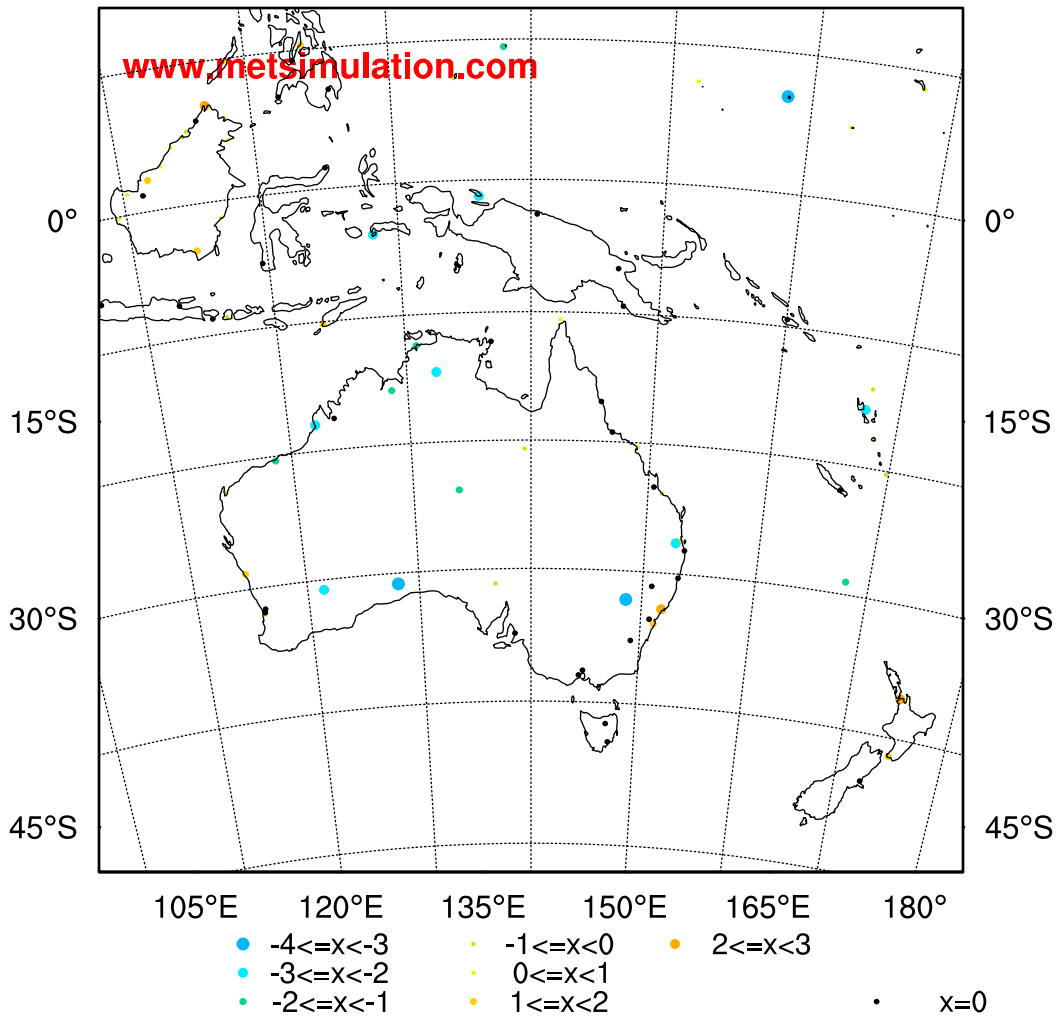 www.metsimulation.com
0° 0°
15°S 15°S
30°S 30°S
45°S 45°S
105°E 120°E 135°E 150°E 165°E 180°
-4<=x<-3 -1<=x<0 2<=x<3
-3<=x<-2 0<=x<1
-2<=x<-1 1<=x<2 x=0